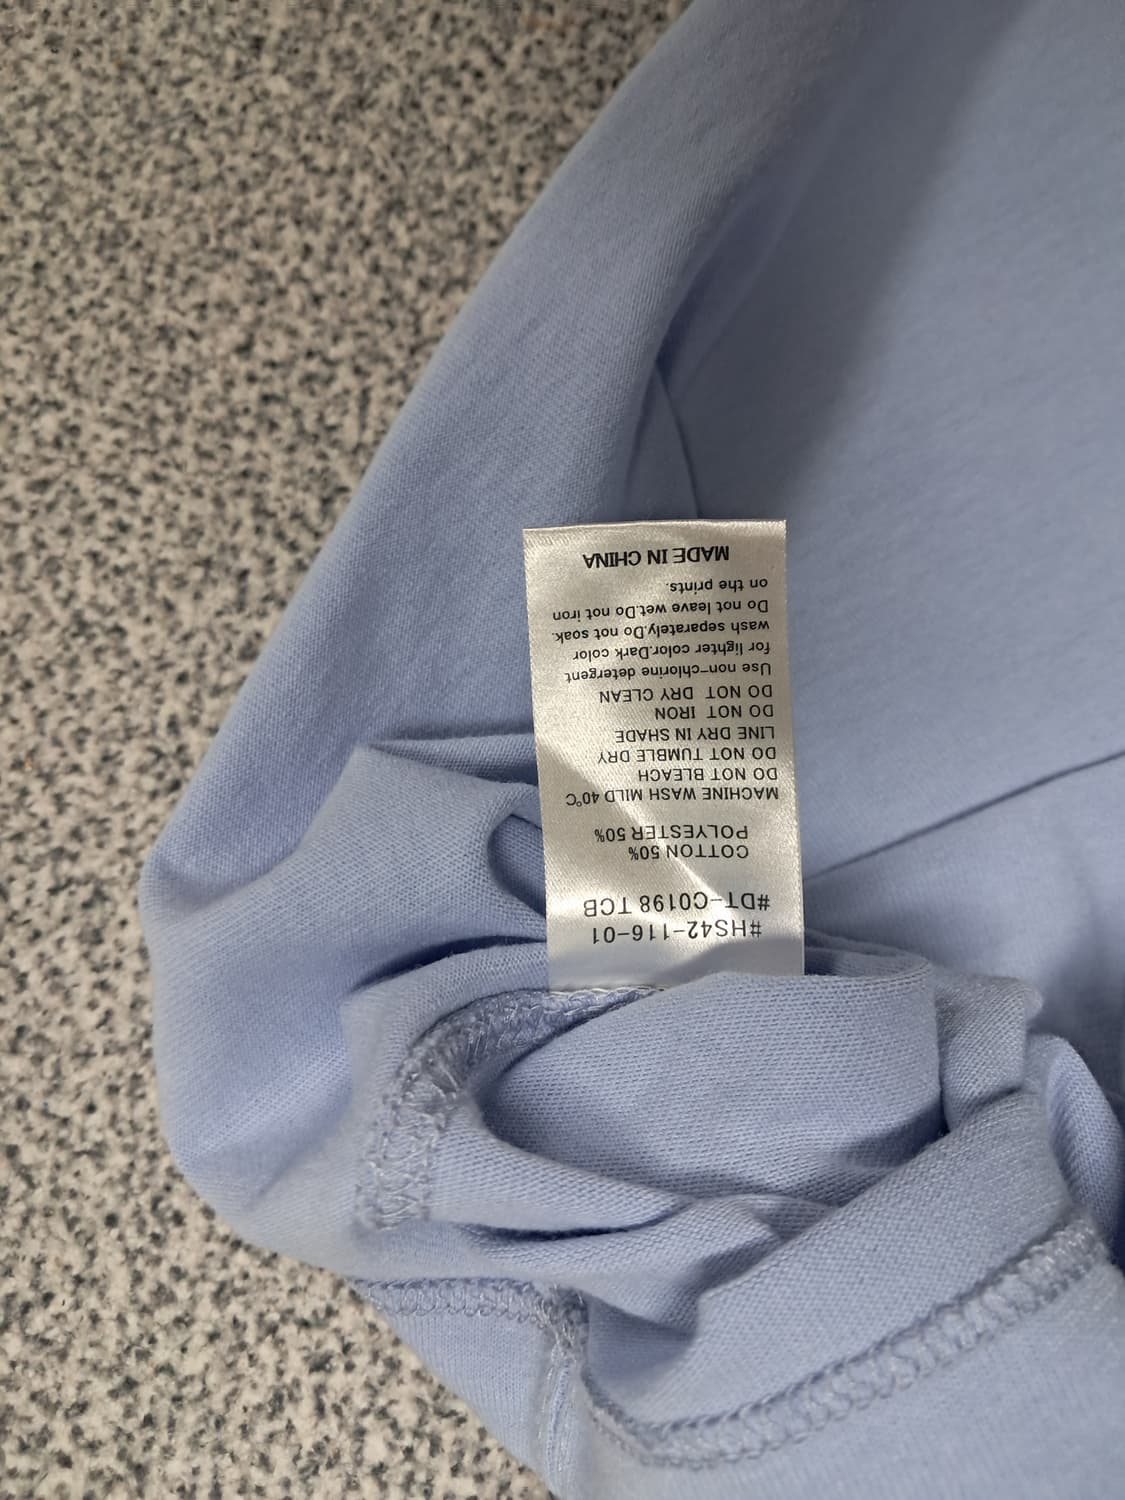 #HS42-116-01
#DT-C0198 TCB
COTTON 50%
POLYESTER 50%
MACHINE WASH MILD 40°C
DO NOT BLEACH
DO NOT TUMBLE DRY
LINE DRY IN SHADE
DO NOT IRON
DO NOT DRY CLEAN
Use non-chlorine detergent
for lighter color.Dark color
wash separately.Do not soak.
Do not leave wet.Do not iron
on the prints.
MADE IN CHINA